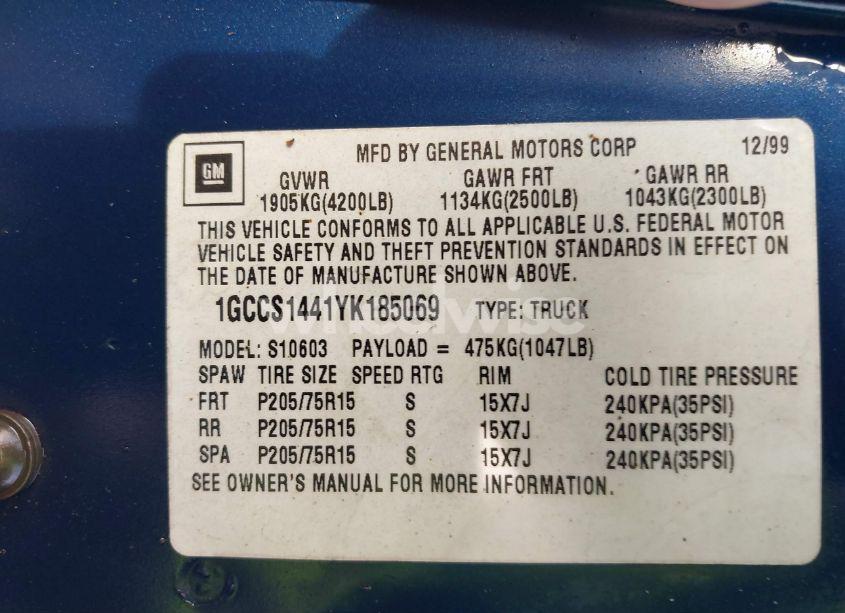 GM
MFD BY GENERAL MOTORS CORP 12/99
GVWR GAWR FRT GAWR RR
1905KG(4200LB) 1134KG(2500LB) 1043KG(2300LB)
THIS VEHICLE CONFORMS TO ALL APPLICABLE U.S. FEDERAL MOTOR
VEHICLE SAFETY AND THEFT PREVENTION STANDARDS IN EFFECT ON
THE DATE OF MANUFACTURE SHOWN ABOVE.
1GCCS1441YK185069 TYPE: TRUCK
wheelwise
MODEL: S10603 PAYLOAD = 475KG(1047LB)
SPAW TIRE SIZE SPEED RTG RIM COLD TIRE PRESSURE
FRT P205/75R15 S 15X7J 240KPA(35PSI)
RR P205/75R15 S 15X7J 240KPA(35PSI)
SPA P205/75R15 S 15X7J 240KPA(35PSI)
SEE OWNER'S MANUAL FOR MORE INFORMATION.